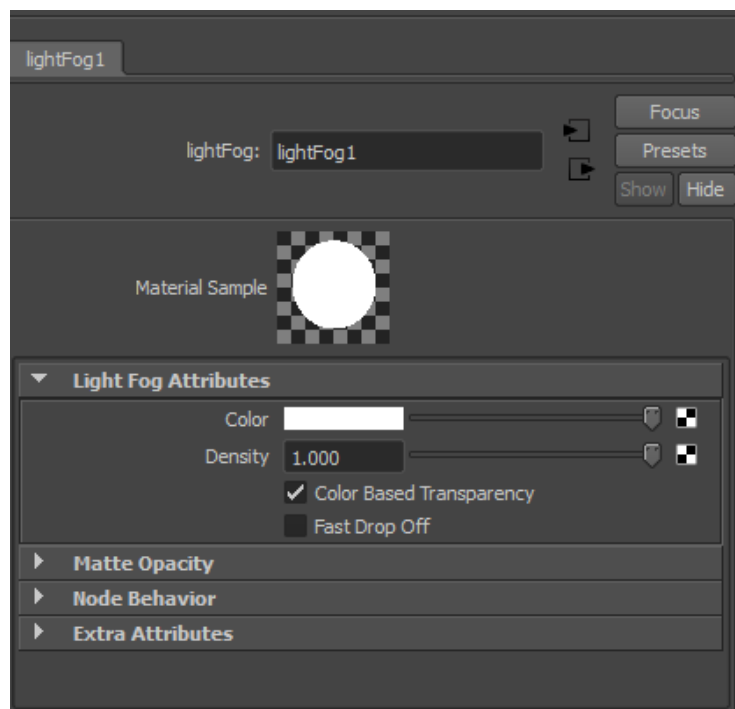 lightFog1
Focus
lightFog: lightFog1
Presets
Show Hide
Material Sample
Light Fog Attributes
Color
Density 1.000
Color Based Transparency
Fast Drop Off
Matte Opacity
Node Behavior
Extra Attributes